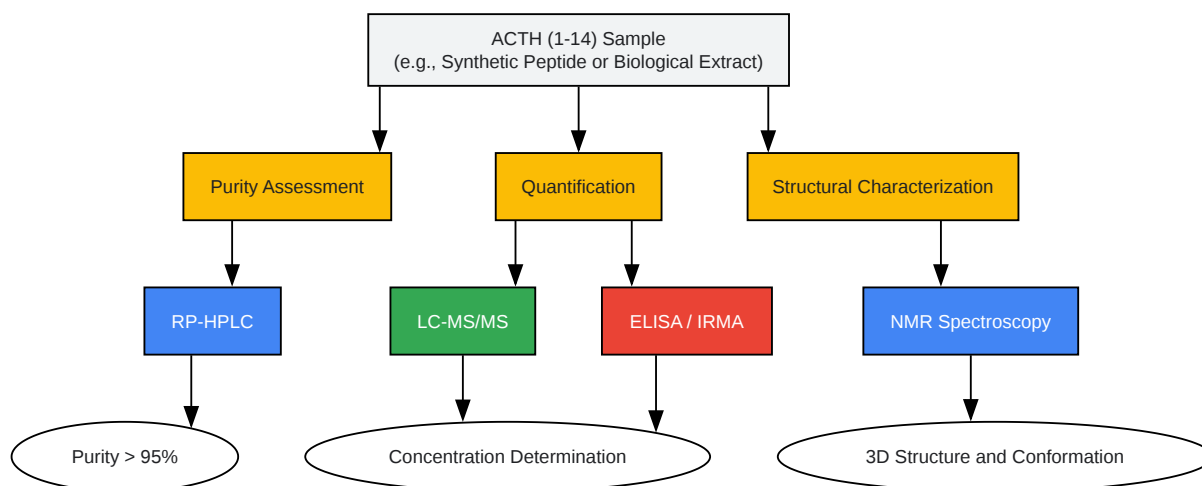 ACTH (1-14) Sample
(e.g., Synthetic Peptide or Biological Extract)
Purity Assessment
Quantification
Structural Characterization
RP-HPLC
LC-MS/MS
ELISA / IRMA
NMR Spectroscopy
Purity > 95%
Concentration Determination
3D Structure and Conformation